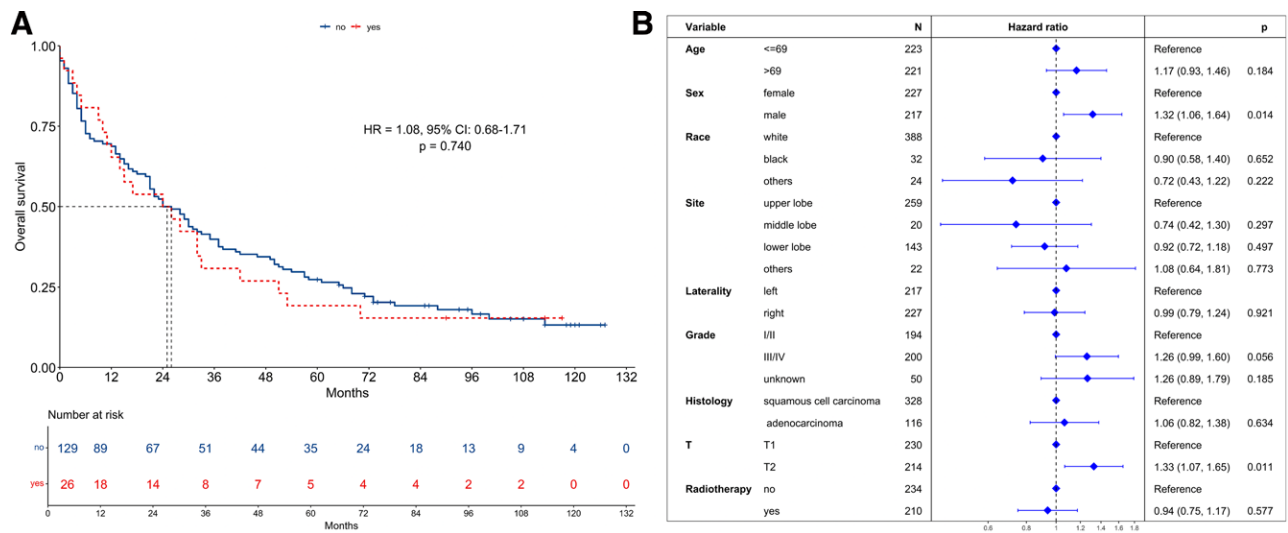 A
no yes
1.00
0.75
0.50
0.25
0.00
Overall survival
HR = 1.08, 95% CI: 0.68-1.71
p = 0.740
0 12 24 36 48 60 72 84 96 108 120 132
Months
Number at risk
no 129 89 67 51 44 35 24 18 13 9 4 0
yes 26 18 14 8 7 5 4 4 2 2 0 0
0 12 24 36 48 60 72 84 96 108 120 132
Months
B
Variable N Hazard ratio p
Age <=69 223 Reference
>69 221 1.17 (0.93, 1.46) 0.184
Sex female 227 Reference
male 217 1.32 (1.06, 1.64) 0.014
Race white 388 Reference
black 32 0.90 (0.58, 1.40) 0.652
others 24 0.72 (0.43, 1.22) 0.222
Site upper lobe 259 Reference
middle lobe 20 0.74 (0.42, 1.30) 0.297
lower lobe 143 0.92 (0.72, 1.18) 0.497
others 22 1.08 (0.64, 1.81) 0.773
Laterality left 217 Reference
right 227 0.99 (0.79, 1.24) 0.921
Grade I/II 194 Reference
III/IV 200 1.26 (0.99, 1.60) 0.056
unknown 50 1.26 (0.89, 1.79) 0.185
Histology squamous cell carcinoma 328 Reference
adenocarcinoma 116 1.06 (0.82, 1.38) 0.634
T T1 230 Reference
T2 214 1.33 (1.07, 1.65) 0.011
Radiotherapy no 234 Reference
yes 210 0.94 (0.75, 1.17) 0.577
0.6 0.8 1 1.2 1.4 1.6 1.8